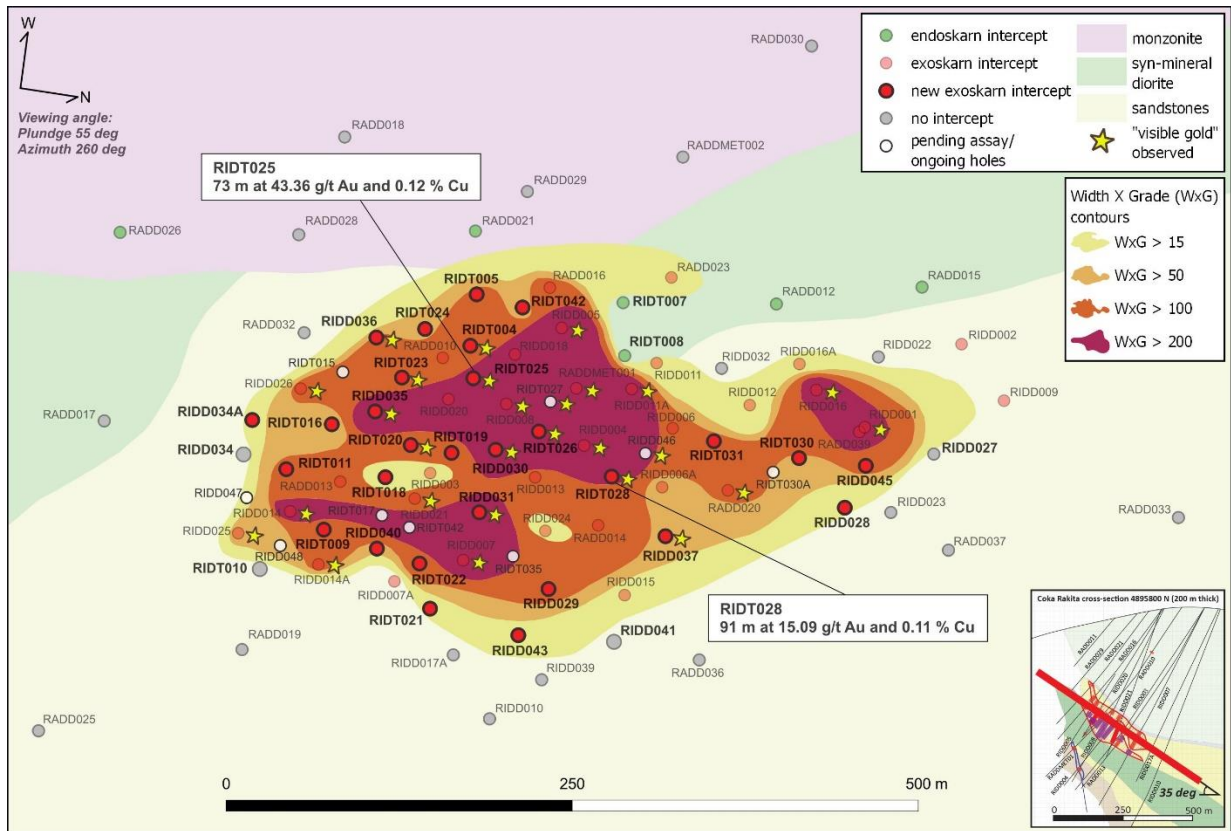 W
N
Viewing angle:
Plundge 55 deg
Azimuth 260 deg
endoskarn intercept
exoskarn intercept
new exoskarn intercept
no intercept
pending assay/
ongoing holes
monzonite
syn-mineral
diorite
sandstones
"visible gold"
observed
Width X Grade (WxG)
contours
WxG > 15
WxG > 50
WxG > 100
WxG > 200
RIDT025
73 m at 43.36 g/t Au and 0.12 % Cu
RIDT028
91 m at 15.09 g/t Au and 0.11 % Cu
RADD030
RADD018
RADDMET002
RADD029
RADD026
RADD028
RADD021
RADD016
RADD023
RADD015
RIDT005
RIDT042
RIDT007
RADD012
RIDT024
RIDD005
RADD032
RIDD036
RIDT004
RIDD002
RADD010
RIDD018
RIDT008
RIDD022
RIDT015
RIDT023
RIDT025
RADDMET001
RIDD011
RIDD032
RIDD016A
RIDD026
RIDT027
RIDD011A
RIDD012
RIDD016
RIDD009
RADD017
RIDD034A
RIDD035
RIDD020
RIDD008
RIDD006
RIDD001
RIDT016
RIDT020
RIDT019
RIDT026
RIDD004
RIDD046
RIDT031
RIDT030
RADD039
RIDD034
RIDD030
RIDD027
RIDT011
RADD013
RIDT018
RIDD003
RIDD013
RIDT028
RIDD006A
RIDT030A
RIDD045
RIDD047
RIDD014
RIDT017
RIDD021
RIDD031
RADD020
RIDD028
RIDD023
RADD033
RIDD025
RIDT009
RIDD040
RIDT042
RIDD024
RADD014
RIDD037
RADD037
RIDD048
RIDD014A
RIDT022
RIDD007
RIDT035
RIDT010
RIDD007A
RIDD029
RIDD015
RIDT021
RADD019
RIDD017A
RIDD043
RIDD041
RIDD039
RADD036
RADD025
RIDD010
0
250
500 m
Coka Rakita cross-section 4895800 N (200 m thick)
35 deg
0
250
500 m